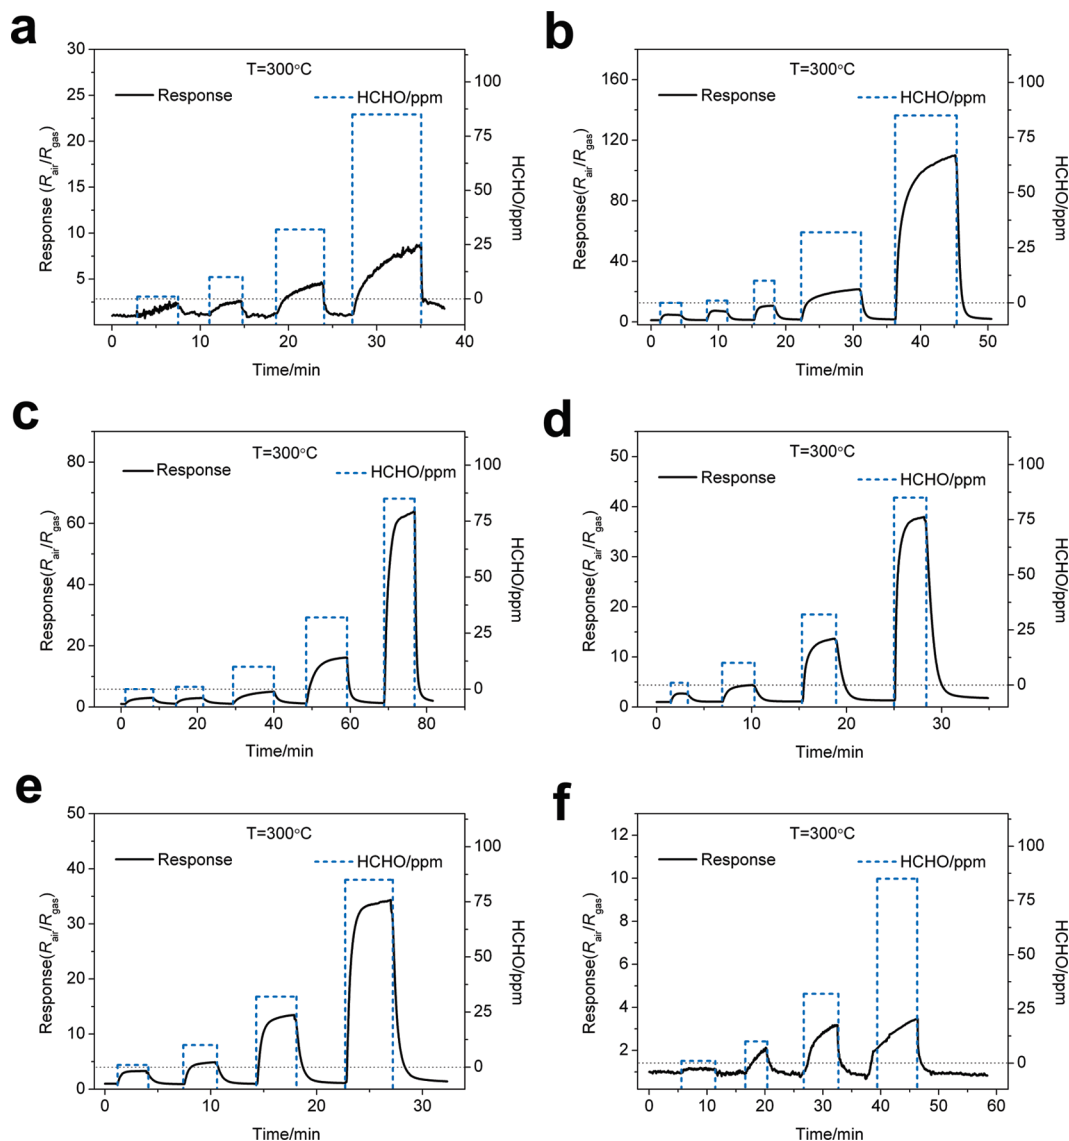 a
30
25
20
15
10
5
100
75
50
25
0
T=300°C
Response
HCHO/ppm
Response (Rair/Rgas)
HCHO/ppm
0 10 20 30 40
Time/min
b
160
120
80
40
0
100
75
50
25
0
T=300°C
Response
HCHO/ppm
Response(Rair/Rgas)
HCHO/ppm
0 10 20 30 40 50
Time/min
c
80
60
40
20
0
100
75
50
25
0
T=300°C
Response
HCHO/ppm
Response(Rair/Rgas)
HCHO/ppm
0 20 40 60 80
Time/min
d
50
40
30
20
10
0
100
75
50
25
0
T=300°C
Response
HCHO/ppm
Response(Rair/Rgas)
HCHO/ppm
0 10 20 30
Time/min
e
50
40
30
20
10
0
100
75
50
25
0
T=300°C
Response
HCHO/ppm
Response(Rair/Rgas)
HCHO/ppm
0 10 20 30
Time/min
f
12
10
8
6
4
2
100
75
50
25
0
T=300°C
Response
HCHO/ppm
Response(Rair/Rgas)
HCHO/ppm
0 10 20 30 40 50 60
Time/min